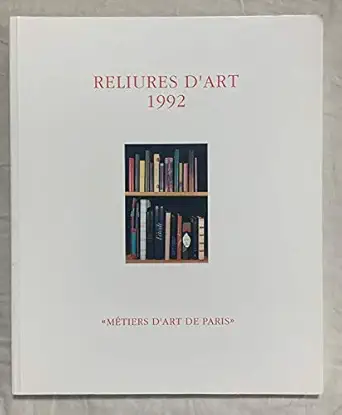 RELIURES D'ART
1992
«MÉTIERS D'ART DE PARIS»